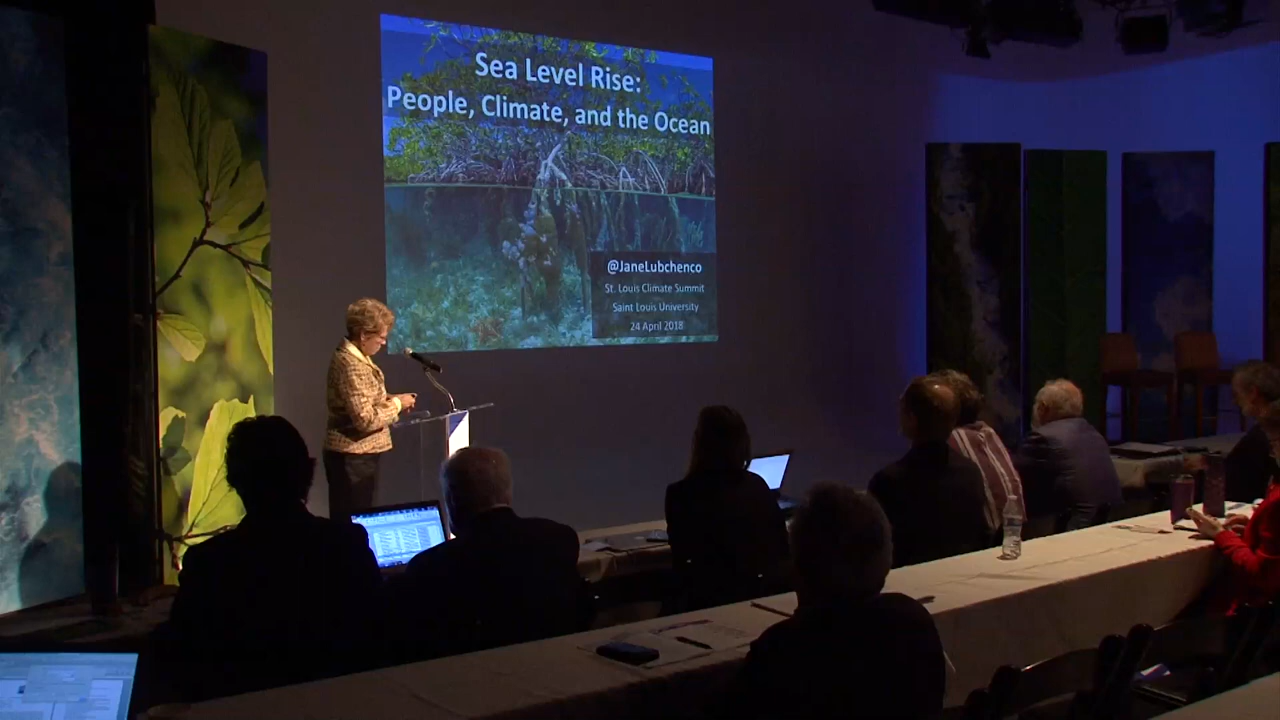 Sea Level Rise:
People, Climate, and the Ocean
@JaneLubchenco
St. Louis Climate Summit
Saint Louis University
24 April 2018